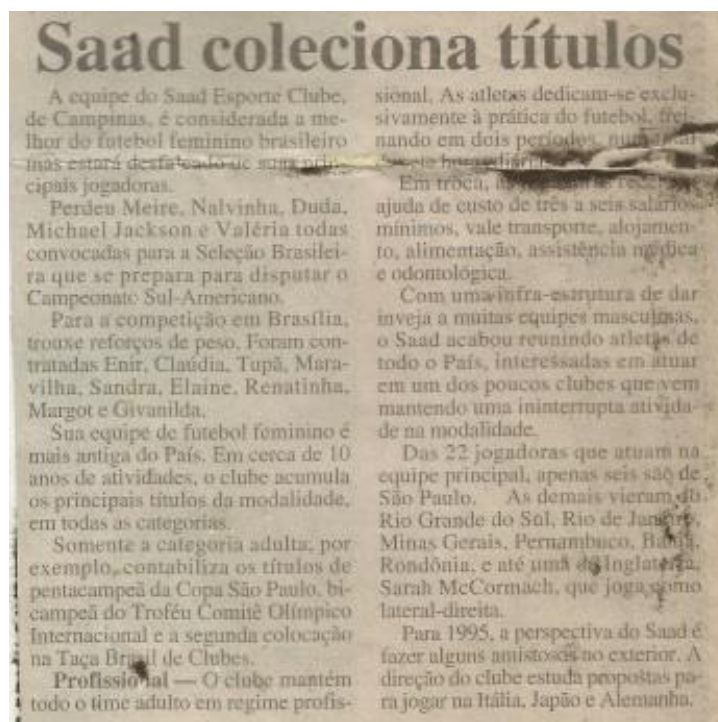 Saad coleciona títulos
A equipe do Saad Esporte Clube,
de Campinas, é considerada a me-
lhor do futebol feminino brasileiro
mas estará desfalcado de suas prin-
cipais jogadoras.
Perdeu Meire, Nalvinha, Duda,
Michael Jackson e Valéria todas
convocadas para a Seleção Brasilei-
ra que se prepara para disputar o
Campeonato Sul-Americano.
Para a competição em Brasília,
trouxe reforços de peso. Foram con-
tratadas Enir, Claúdia, Tupã, Mara-
vilha, Sandra, Elaine, Renatinha,
Margot e Givanilda.
Sua equipe de futebol feminino é
mais antiga do País. Em cerca de 10
anos de atividades, o clube acumula
os principais títulos da modalidade,
em todas as categorias.
Somente a categoria adulta, por
exemplo, contabiliza os títulos de
pentacampeã da Copa São Paulo, bi-
campeã do Troféu Comitê Olímpico
Internacional e a segunda colocação
na Taça Brasil de Clubes.
Profissional — O clube mantém
todo o time adulto em regime profis-
sional. As atletas dedicam-se exclu-
sivamente à prática do futebol, trei-
nando em dois períodos,
Em troca, as
ajuda de custo de três a seis salários
mínimos, vale transporte, alojamen-
to, alimentação, assistência médica
e odontológica.
Com uma infra-estrutura de dar
inveja a muitas equipes masculinas,
o Saad acabou reunindo atletas de
todo o País, interessadas em atuar
em um dos poucos clubes que vem
mantendo uma ininterrupta ativida-
de na modalidade.
Das 22 jogadoras que atuam na
equipe principal, apenas seis são de
São Paulo. As demais vieram do
Rio Grande do Sul, Rio de Janeiro,
Minas Gerais, Pernambuco, Bahia,
Rondônia, e até uma da Inglaterra,
Sarah McCormach, que joga como
lateral-direita.
Para 1995, a perspectiva do Saad é
fazer alguns amistosos no exterior. A
direção do clube estuda propostas pa-
ra jogar na Itália, Japão e Alemanha.